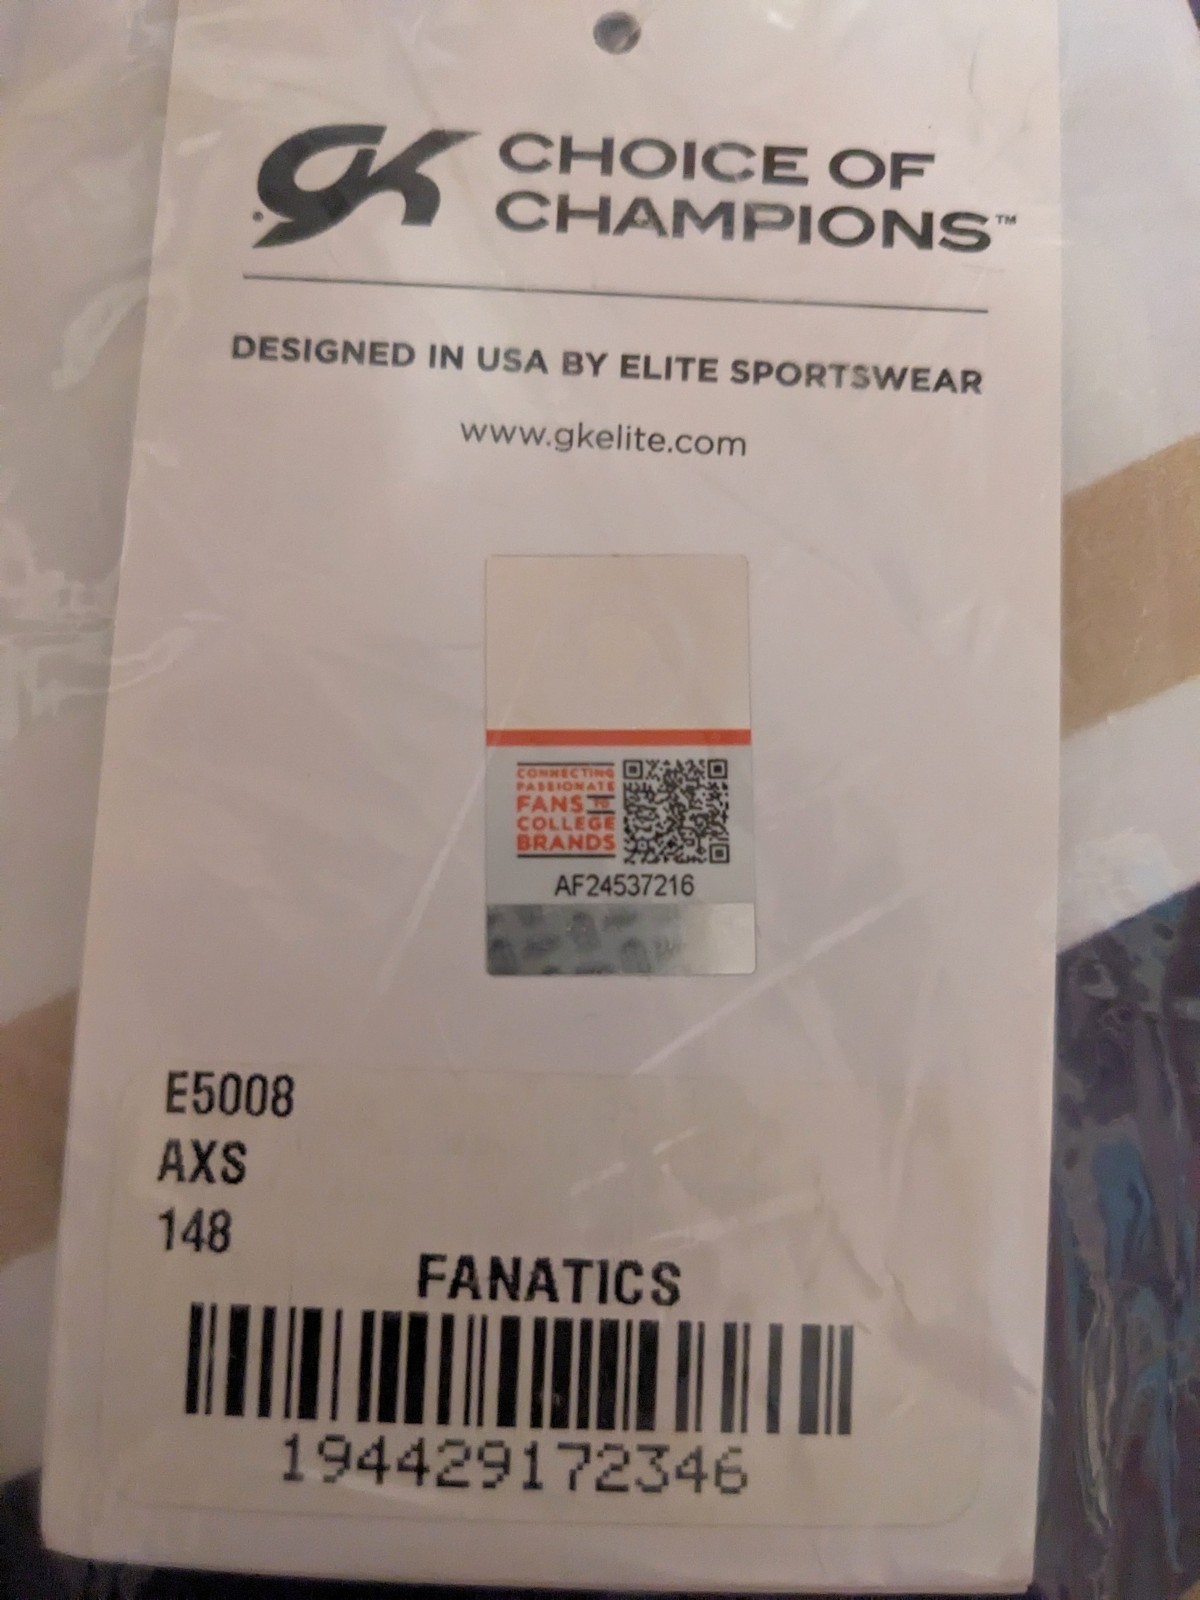 GK CHOICE OF
CHAMPIONS™
DESIGNED IN USA BY ELITE SPORTSWEAR
www.gkelite.com
CONNECTING
PASSIONATE
FANS TO
COLLEGE
BRANDS
AF24537216
E5008
AXS
148
FANATICS
194429172346